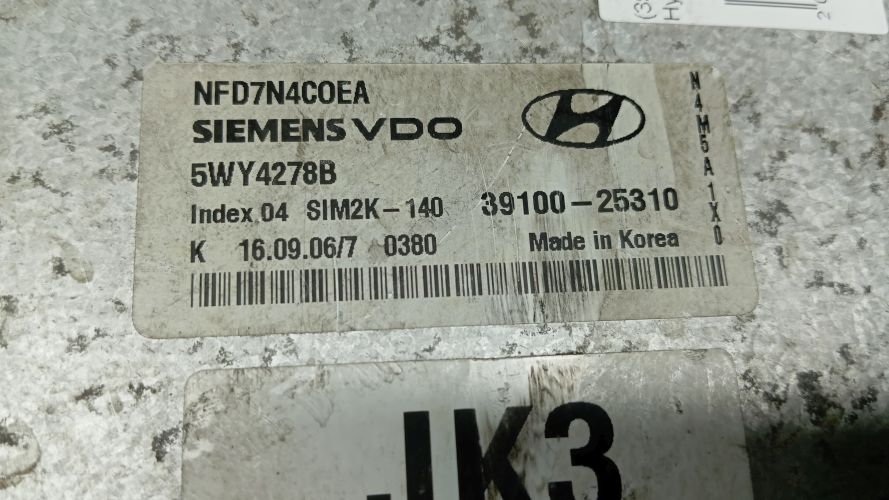 NFD7N4COEA
SIEMENS VDO
5WY4278B
Index 04 SIM2K-140
39100-25310
K 16.09.06/7 0380
Made in Korea
N4M5A1X0
JK3